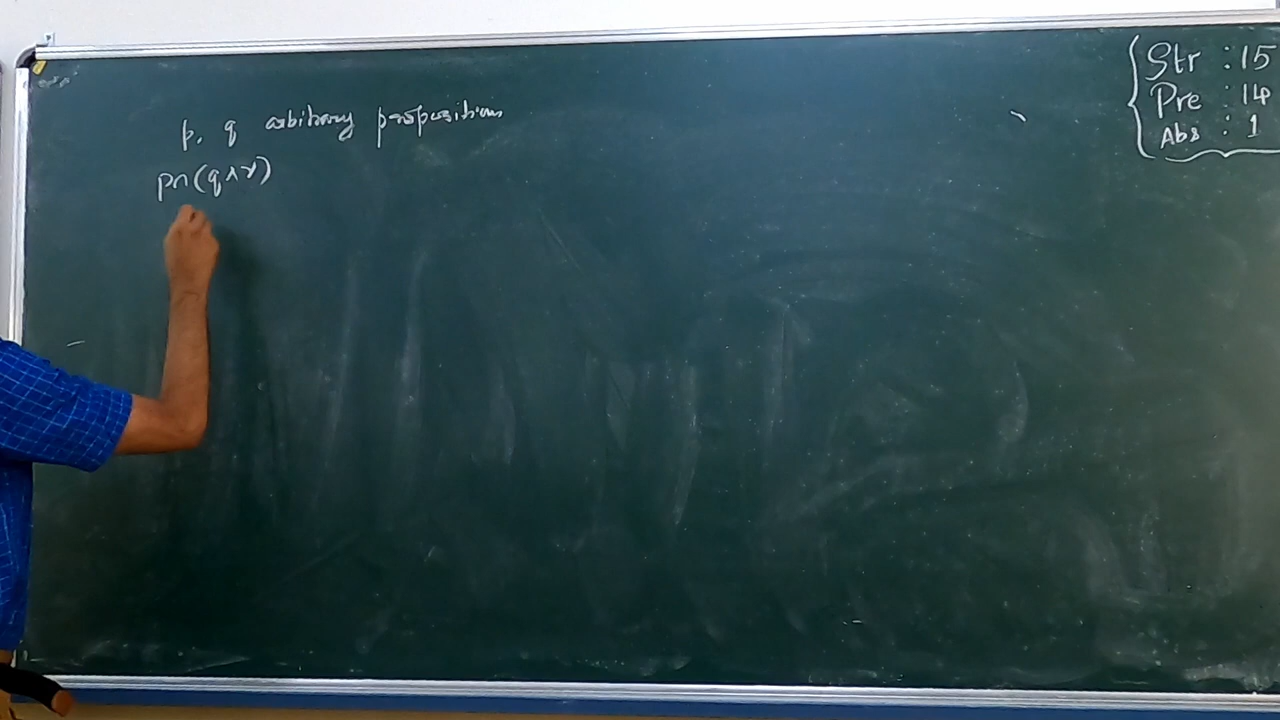 p, q arbitrary propositions
p∧(q∧r)
Str : 15
Pre : 14
Abs : 1